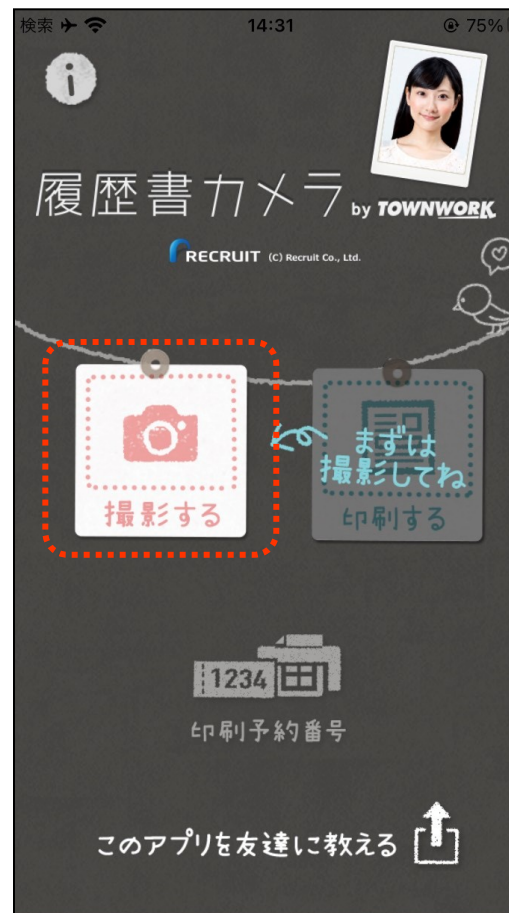 検索 14:31 75%
履歴書カメラ by TOWNWORK
RECRUIT (C) Recruit Co., Ltd.
まずは
撮影してね
撮影する
印刷する
1234
印刷予約番号
このアプリを友達に教える